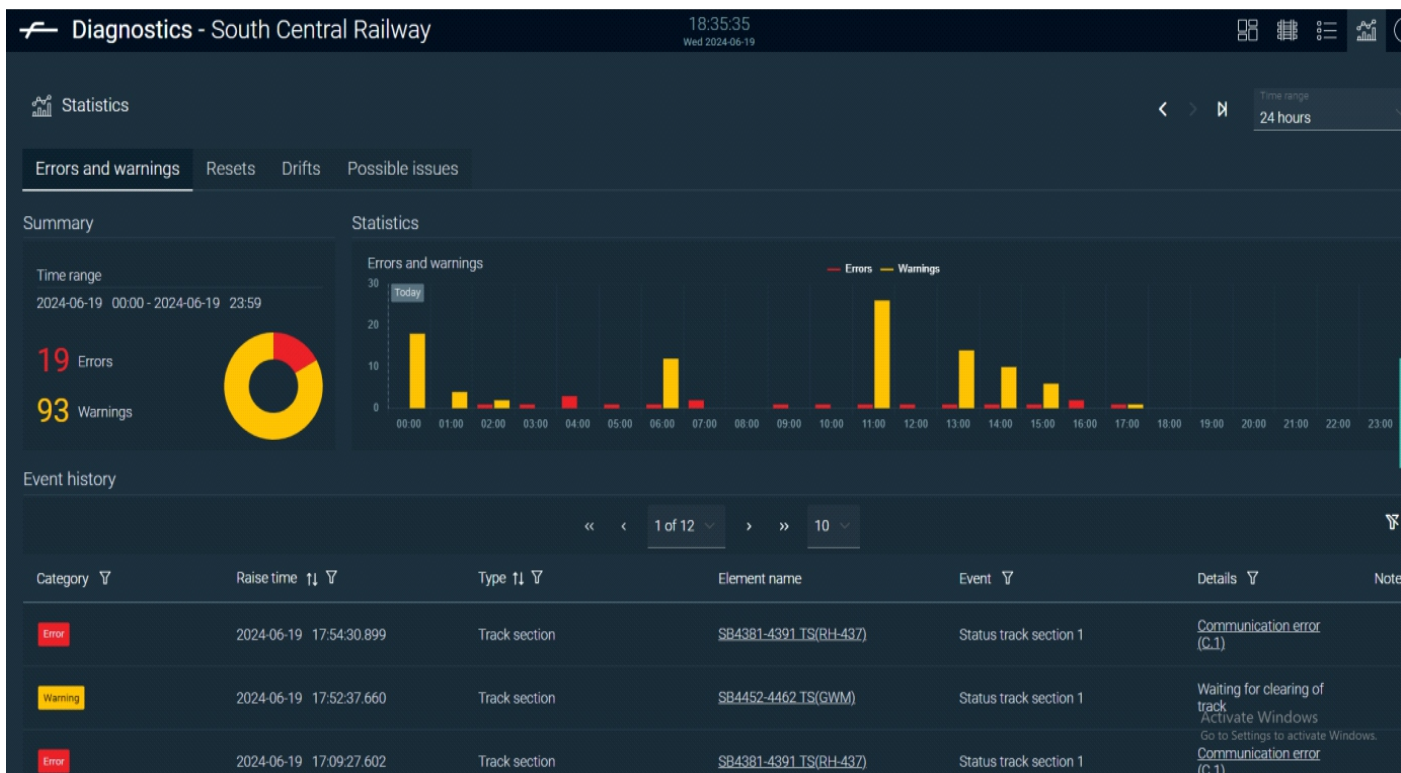 Diagnostics - South Central Railway
18:35:35
Wed 2024-06-19
Statistics
Time range
24 hours
Errors and warnings
Resets
Drifts
Possible issues
Summary
Statistics
Time range
2024-06-19 00:00 - 2024-06-19 23:59
19 Errors
93 Warnings
Errors and warnings
Errors
Warnings
30
Today
20
10
0
00:00 01:00 02:00 03:00 04:00 05:00 06:00 07:00 08:00 09:00 10:00 11:00 12:00 13:00 14:00 15:00 16:00 17:00 18:00 19:00 20:00 21:00 22:00 23:00
Event history
« ‹ 1 of 12 › » 10
Category Raise time Type Element name Event Details Note
Error 2024-06-19 17:54:30.899 Track section SB4381-4391 TS(RH-437) Status track section 1 Communication error
(C.1)
Warning 2024-06-19 17:52:37.660 Track section SB4452-4462 TS(GWM) Status track section 1 Waiting for clearing of
track
Activate Windows
Go to Settings to activate Windows.
Error 2024-06-19 17:09:27.602 Track section SB4381-4391 TS(RH-437) Status track section 1 Communication error
(C.1)